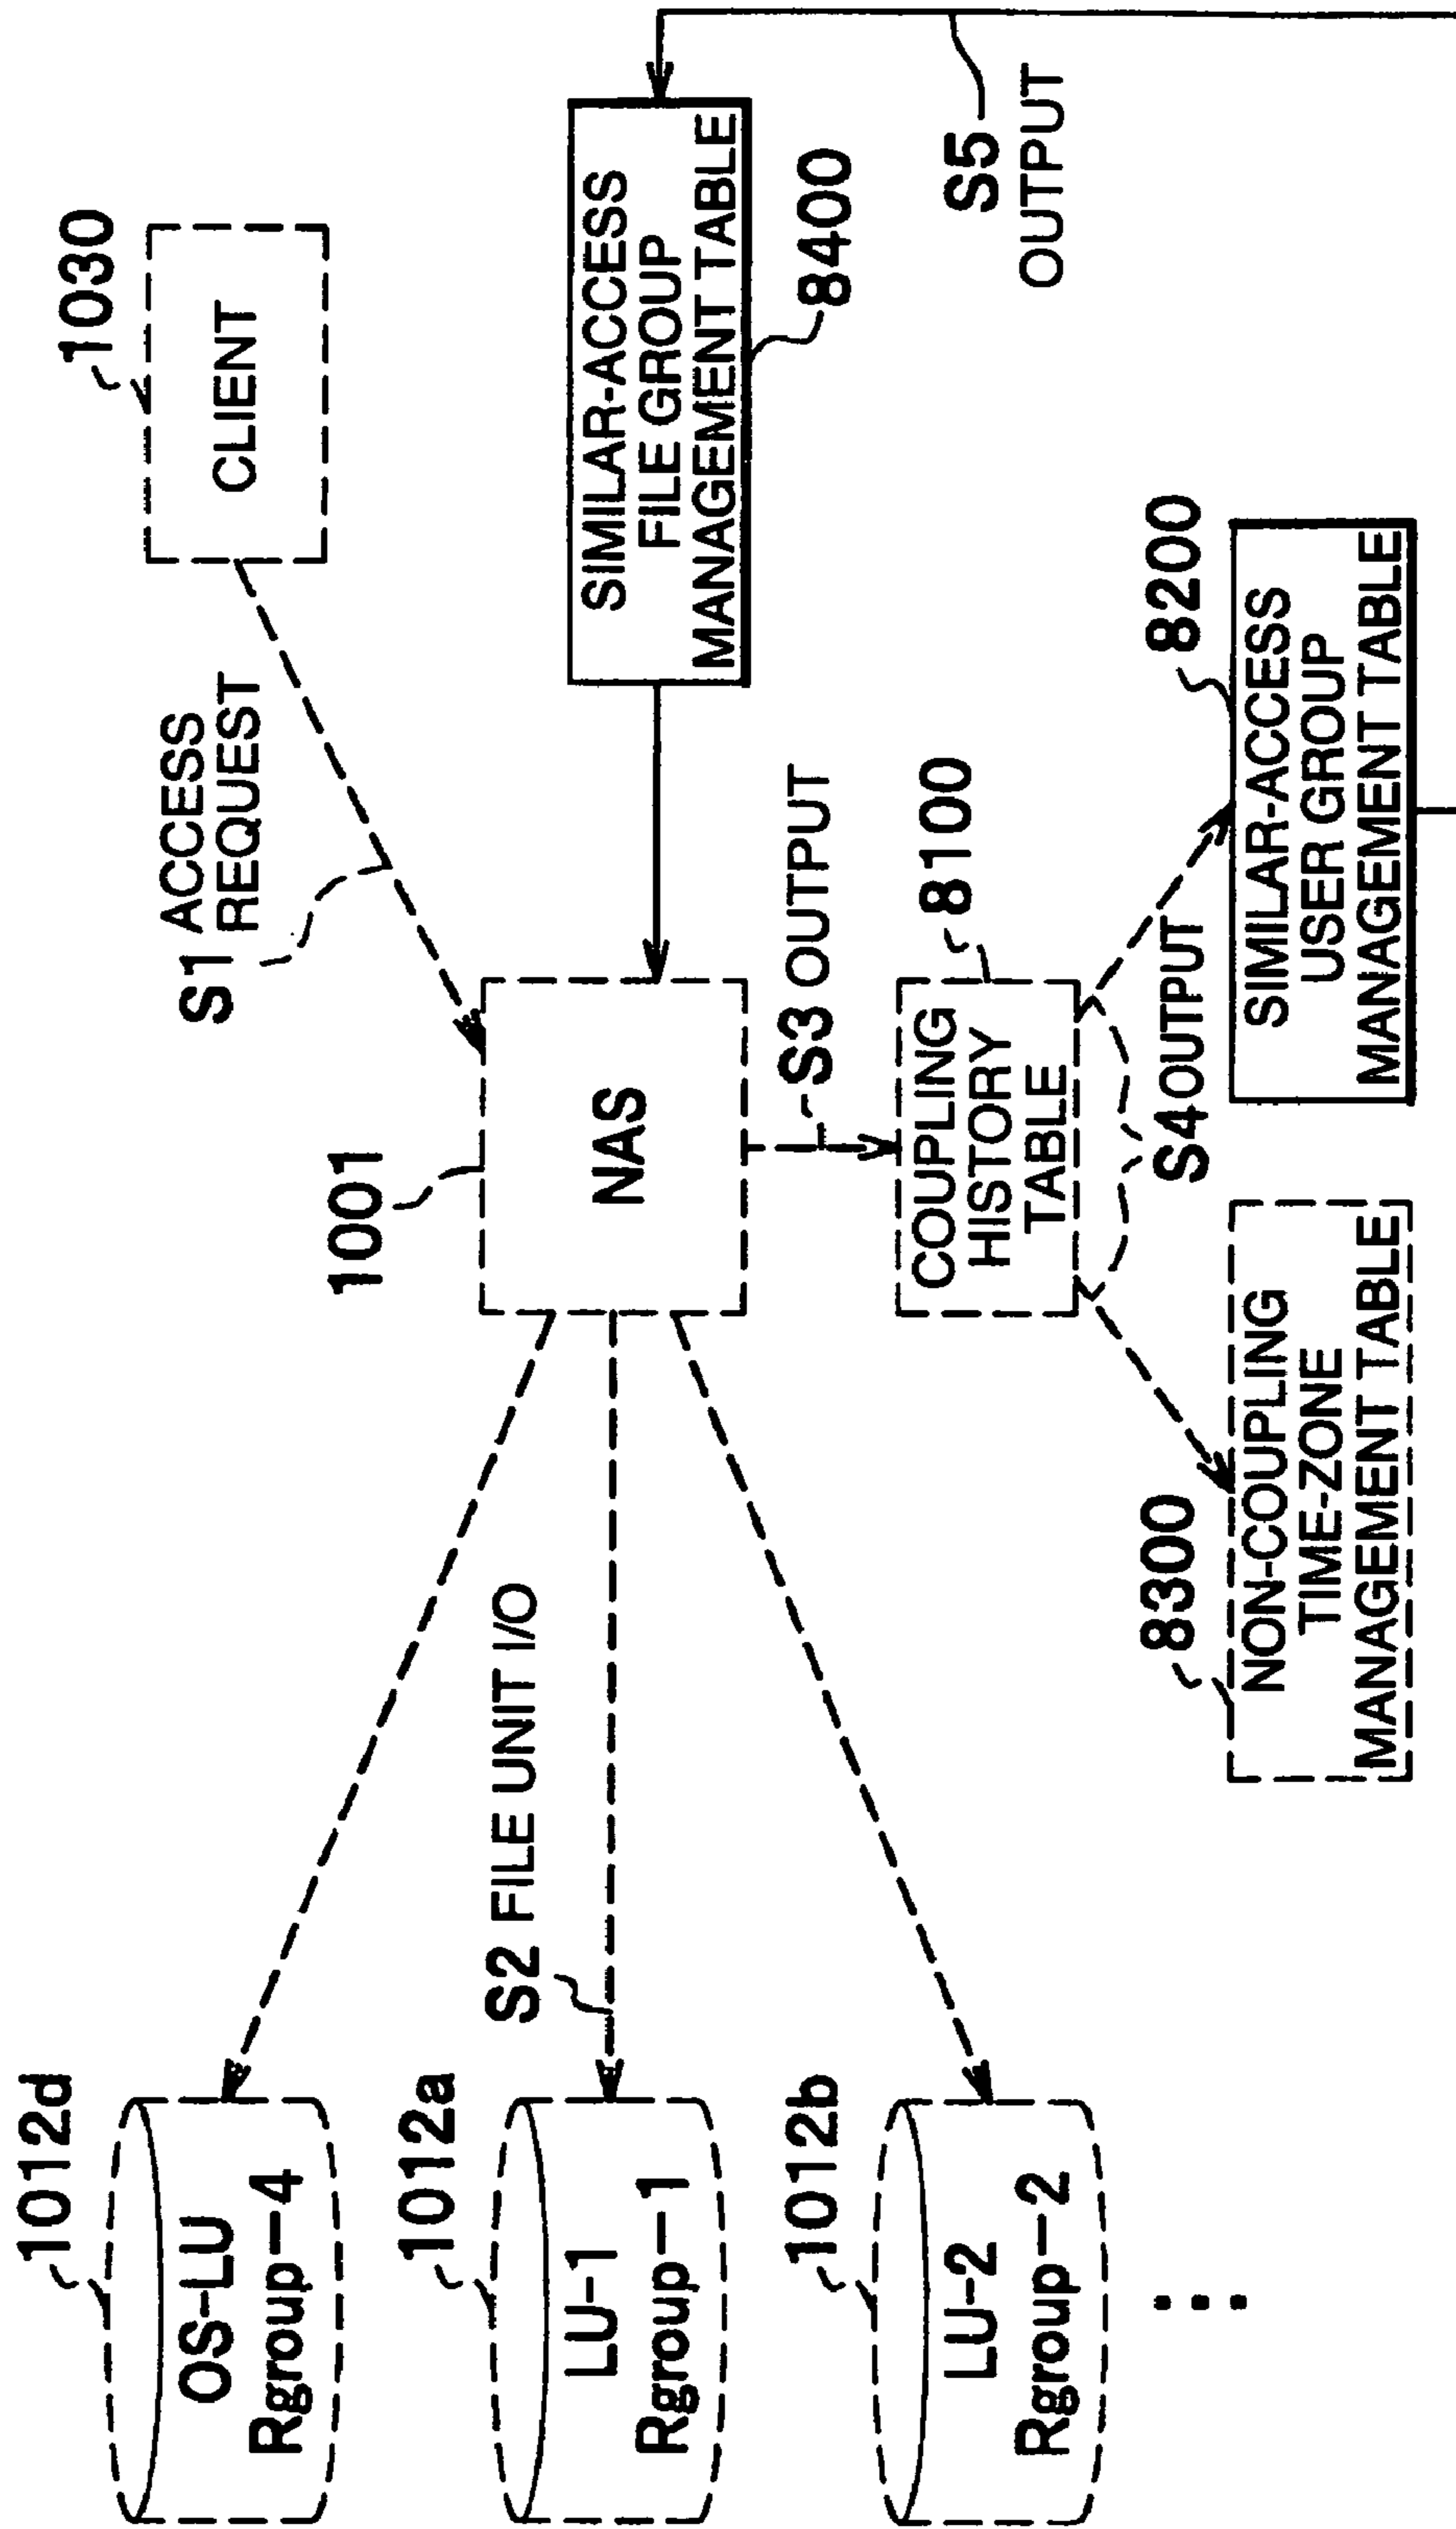 1012d
OS-LU
Rgroup-4
1012a
LU-1
Rgroup-1
1012b
LU-2
Rgroup-2
S2 FILE UNIT I/O
1001
NAS
S1 ACCESS
REQUEST
1030
CLIENT
SIMILAR-ACCESS
FILE GROUP
MANAGEMENT TABLE
8400
S3 OUTPUT
8100
COUPLING
HISTORY
TABLE
S4 OUTPUT
8300
NON-COUPLING
TIME-ZONE
MANAGEMENT TABLE
8200
SIMILAR-ACCESS
USER GROUP
MANAGEMENT TABLE
S5
OUTPUT